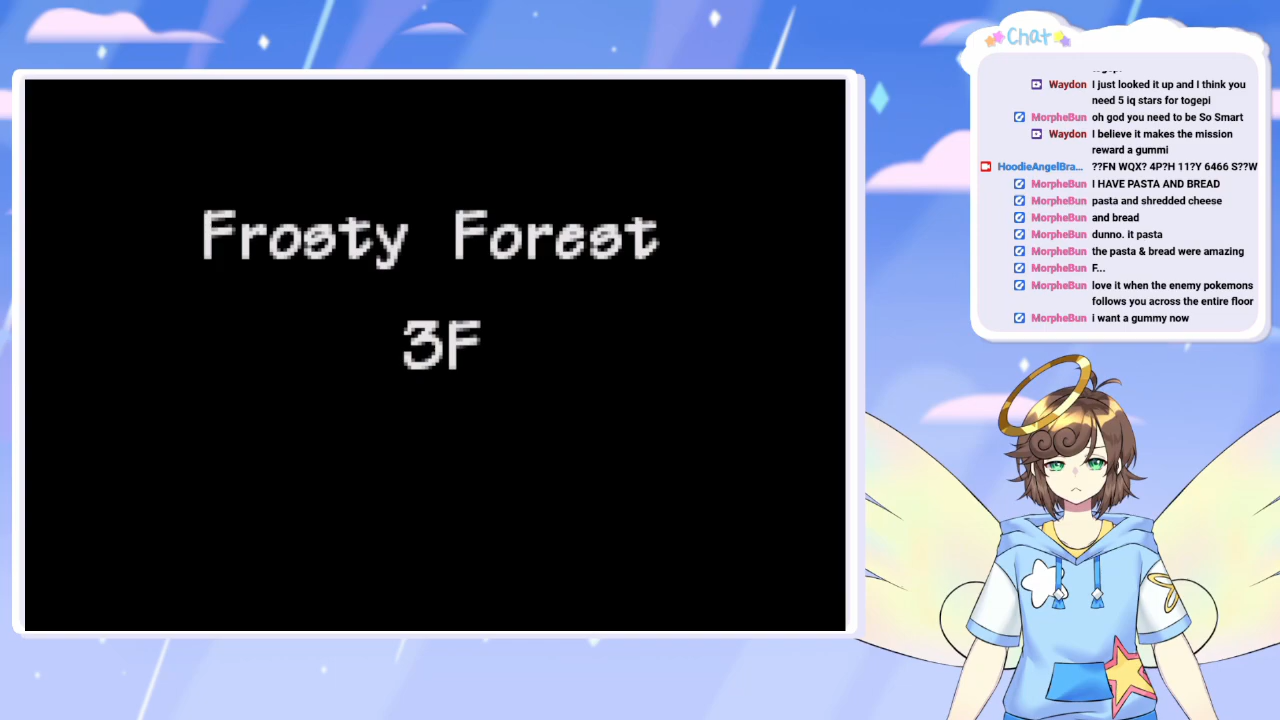 Frosty Forest
3F
Chat
Waydon I just looked it up and I think you
need 5 iq stars for togepi
MorpheBun oh god you need to be So Smart
Waydon I believe it makes the mission
reward a gummi
HoodieAngelBra... ??FN WQX? 4P?H 11?Y 6466 S??W
MorpheBun I HAVE PASTA AND BREAD
MorpheBun pasta and shredded cheese
MorpheBun and bread
MorpheBun dunno. it pasta
MorpheBun the pasta & bread were amazing
MorpheBun F...
MorpheBun love it when the enemy pokemons
follows you across the entire floor
MorpheBun i want a gummy now